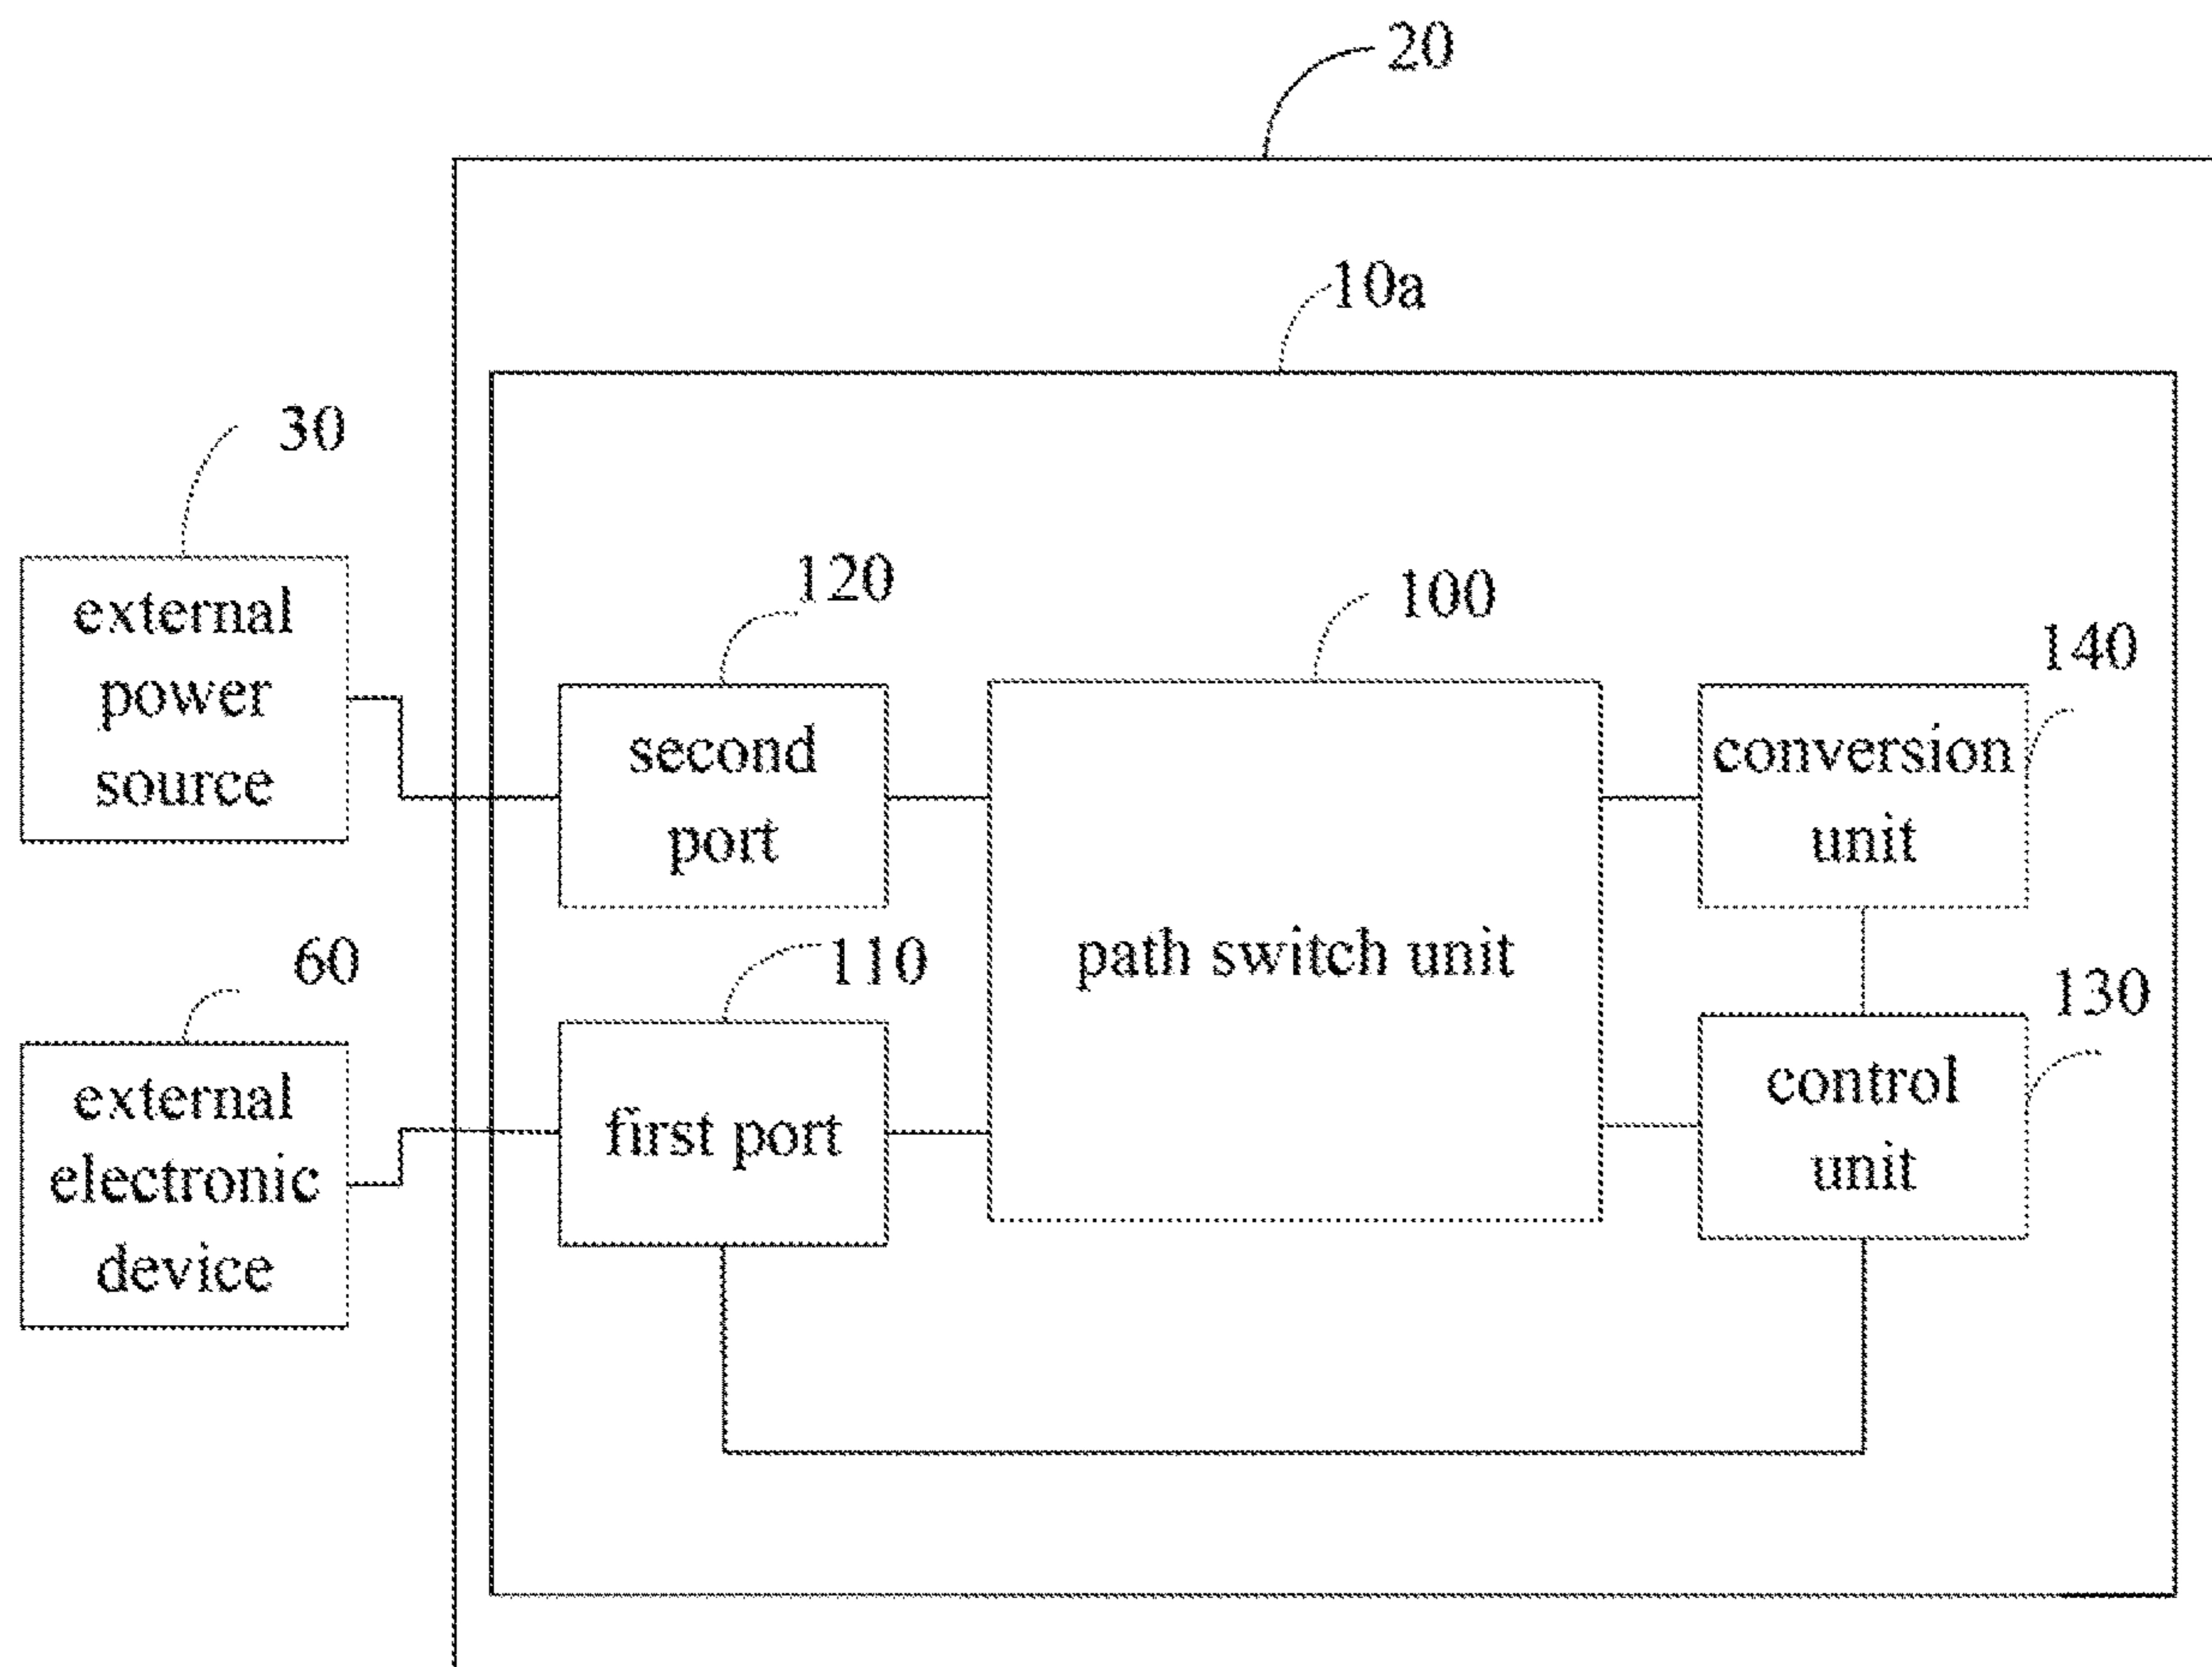 20
10a
30
external
power
source
120
second
port
100
path switch unit
140
conversion
unit
60
external
electronic
device
110
first port
130
control
unit